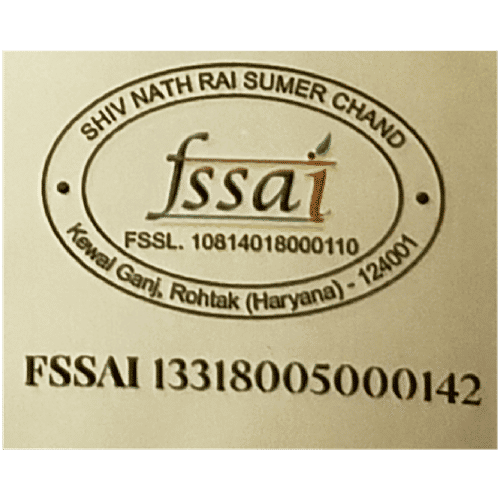 SHIV NATH RAI SUMER CHAND
fssai
FSSL. 10814018000110
Kewal Ganj, Rohtak (Haryana) - 124001
FSSAI 13318005000142